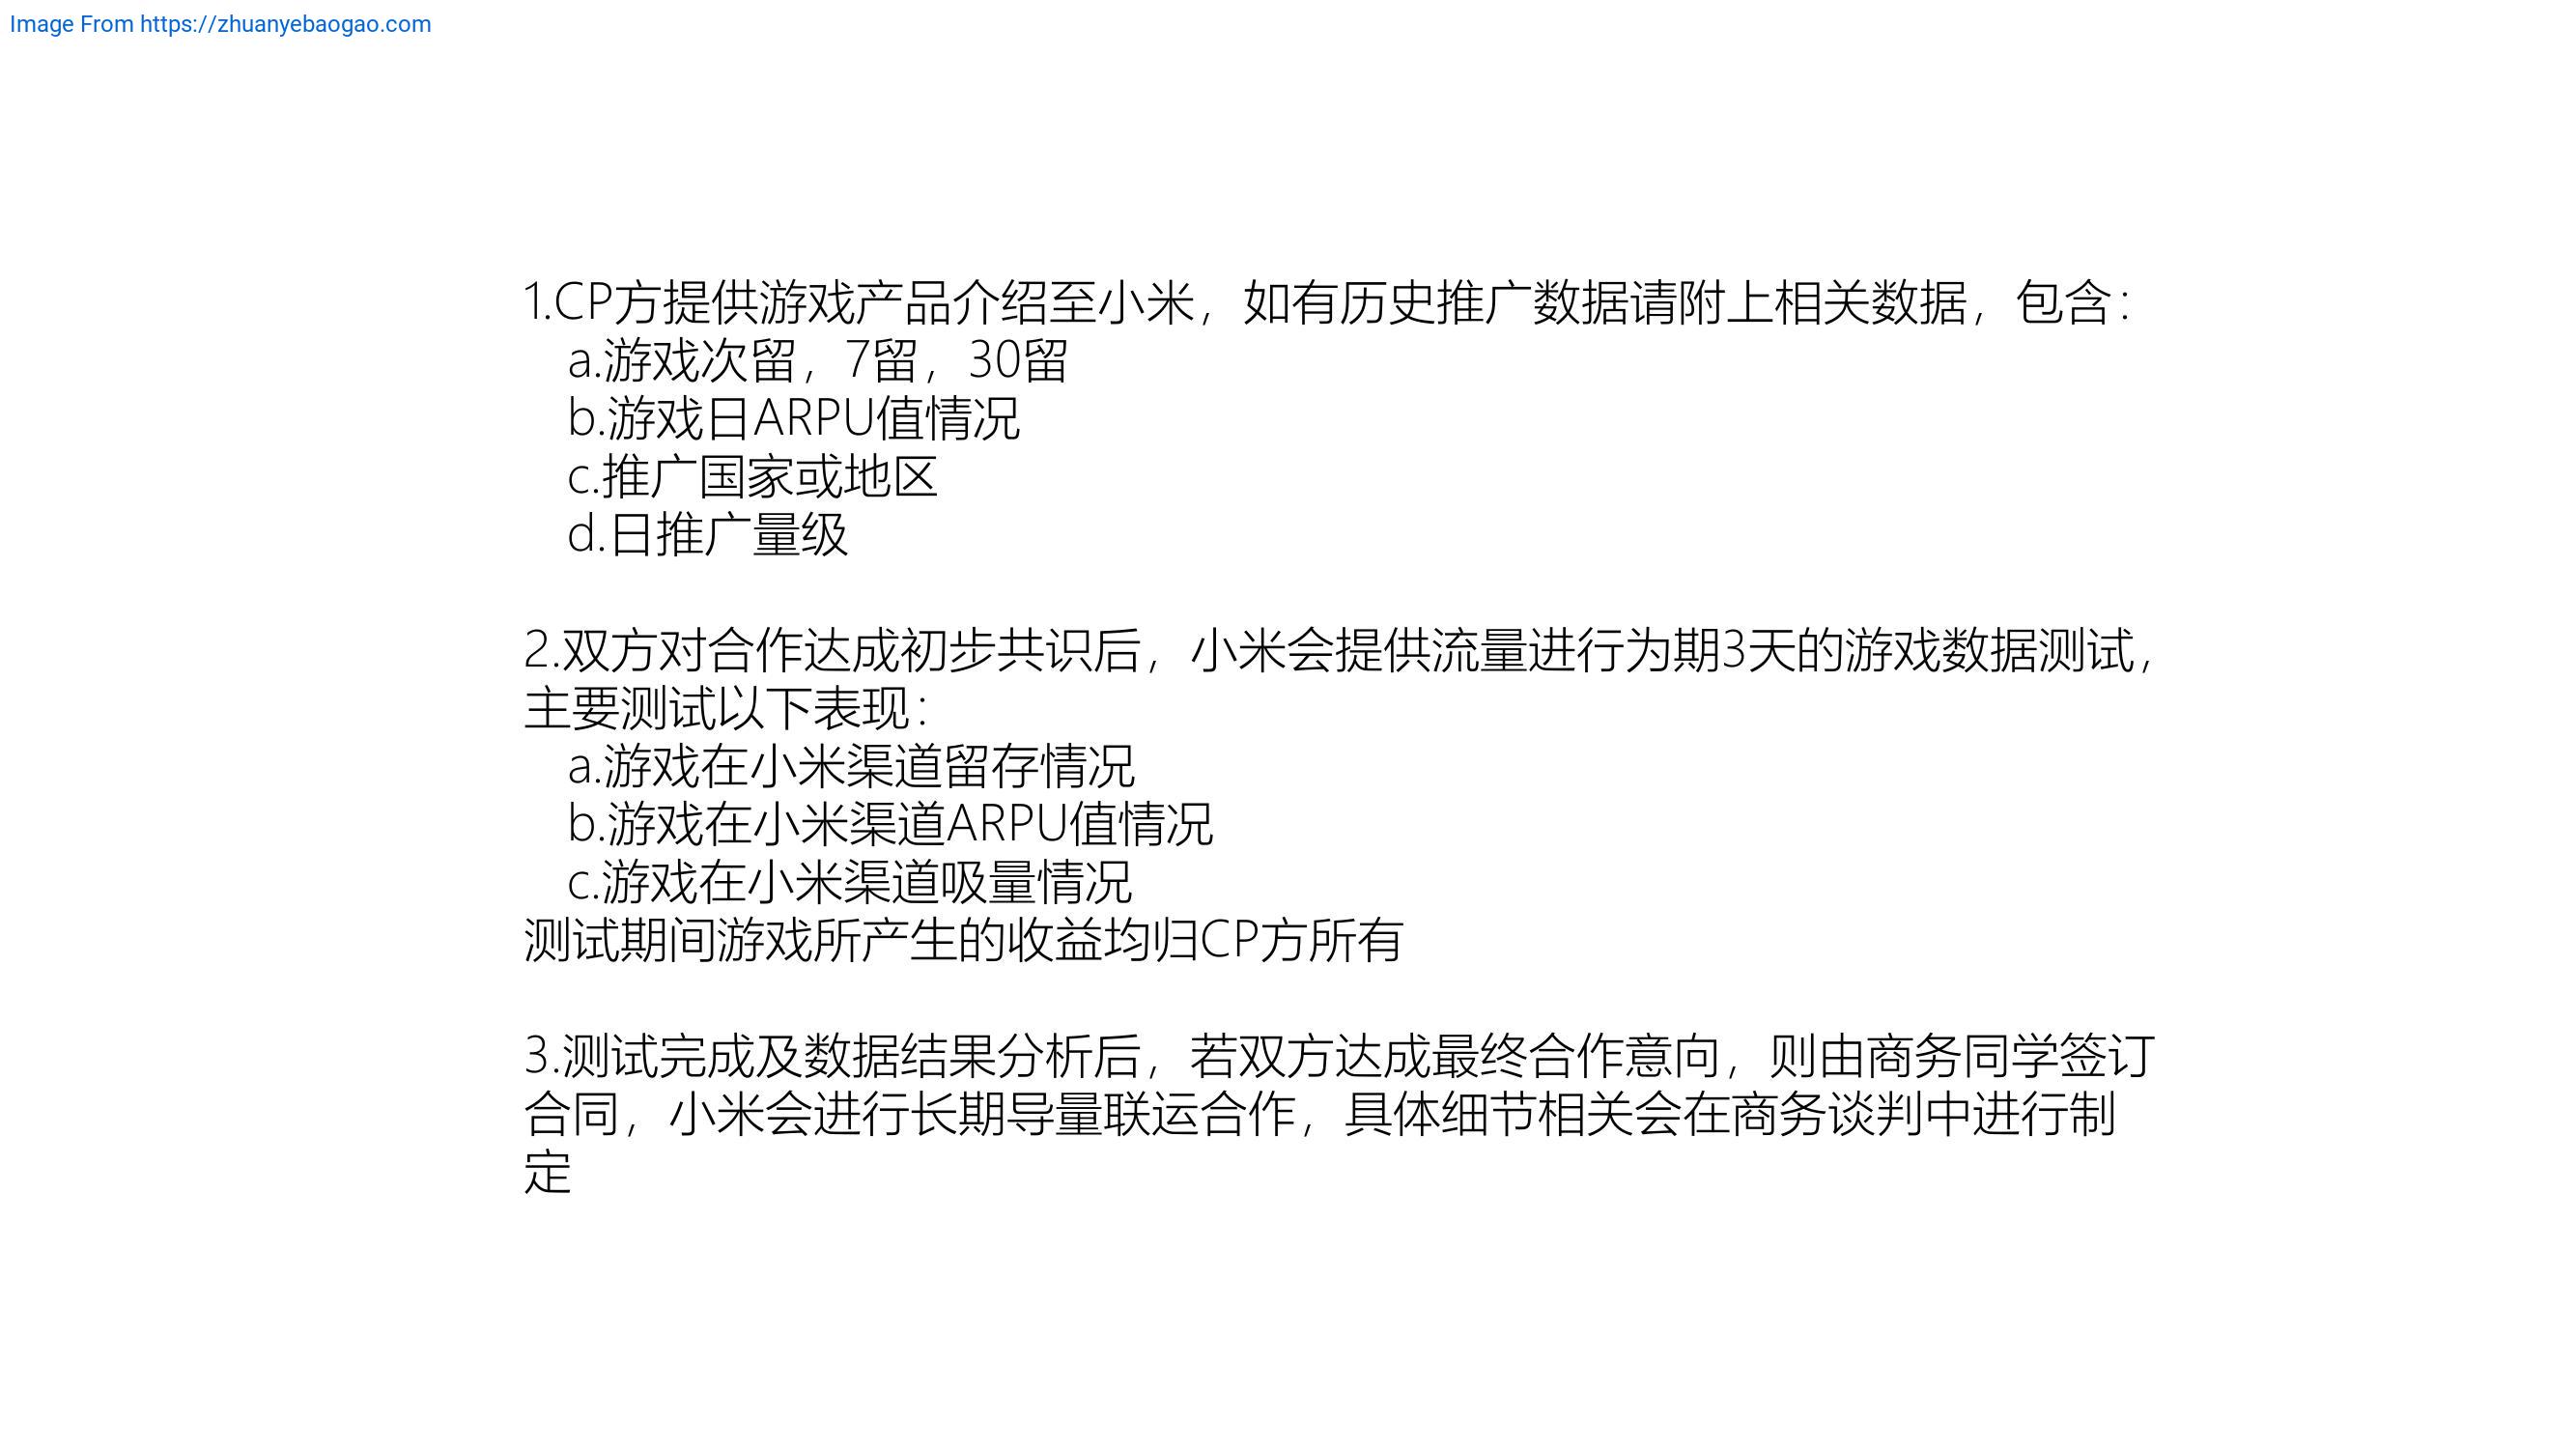 Image From https://zhuanyebaogao.com
1.CP方提供游戏产品介绍至小米，如有历史推广数据请附上相关数据，包含：
a.游戏次留，7留，30留
b.游戏日ARPU值情况
c.推广国家或地区
d.日推广量级
2.双方对合作达成初步共识后，小米会提供流量进行为期3天的游戏数据测试，
主要测试以下表现：
a.游戏在小米渠道留存情况
b.游戏在小米渠道ARPU值情况
c.游戏在小米渠道吸量情况
测试期间游戏所产生的收益均归CP方所有
3.测试完成及数据结果分析后，若双方达成最终合作意向，则由商务同学签订
合同，小米会进行长期导量联运合作，具体细节相关会在商务谈判中进行制
定